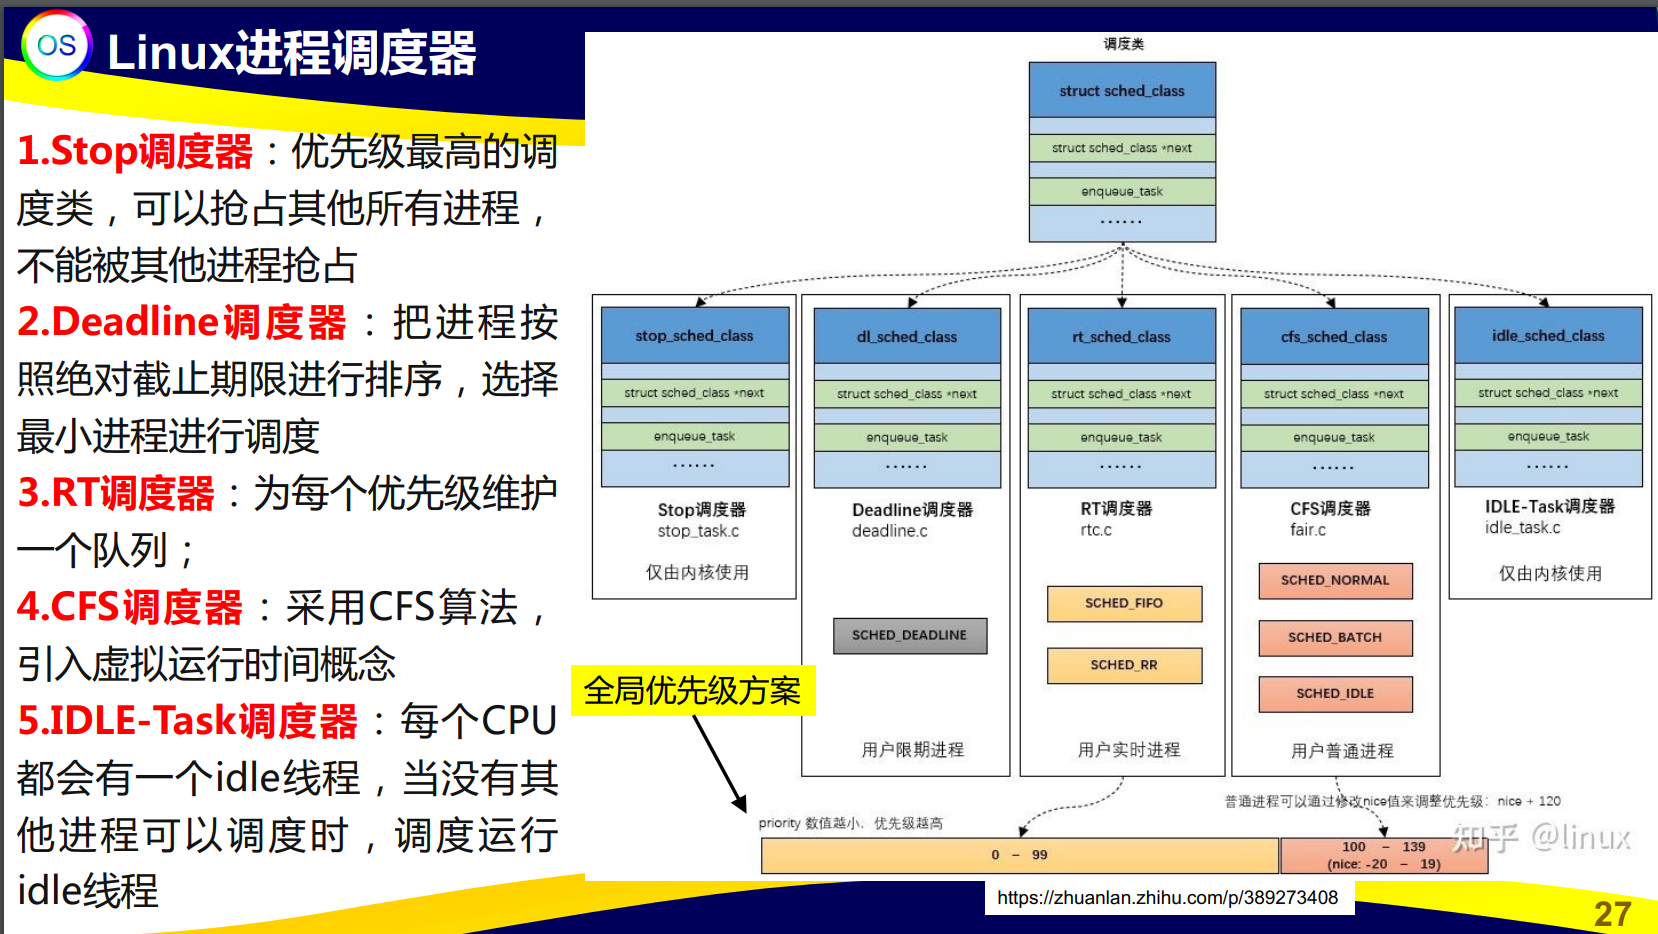 OS
Linux进程调度器
1.Stop调度器：优先级最高的调
度类，可以抢占其他所有进程，
不能被其他进程抢占
2.Deadline调度器：把进程按
照绝对截止期限进行排序，选择
最小进程进行调度
3.RT调度器：为每个优先级维护
一个队列；
4.CFS调度器：采用CFS算法，
引入虚拟运行时间概念
5.IDLE-Task调度器：每个CPU
都会有一个idle线程，当没有其
他进程可以调度时，调度运行
idle线程
调度类
struct sched_class
struct sched_class *next
enqueue_task
······
stop_sched_class
struct sched_class *next
enqueue_task
······
Stop调度器
stop_task.c
仅由内核使用
dl_sched_class
struct sched_class *next
enqueue_task
······
Deadline调度器
deadline.c
SCHED_DEADLINE
用户限期进程
rt_sched_class
struct sched_class *next
enqueue_task
······
RT调度器
rtc.c
SCHED_FIFO
SCHED_RR
用户实时进程
cfs_sched_class
struct sched_class *next
enqueue_task
······
CFS调度器
fair.c
SCHED_NORMAL
SCHED_BATCH
SCHED_IDLE
用户普通进程
idle_sched_class
struct sched_class *next
enqueue_task
······
IDLE-Task调度器
idle_task.c
仅由内核使用
全局优先级方案
普通进程可以通过修改nice值来调整优先级：nice + 120
priority 数值越小，优先级越高
0 – 99
100 – 139
(nice: -20 – 19)
知乎 @linux
https://zhuanlan.zhihu.com/p/389273408
27